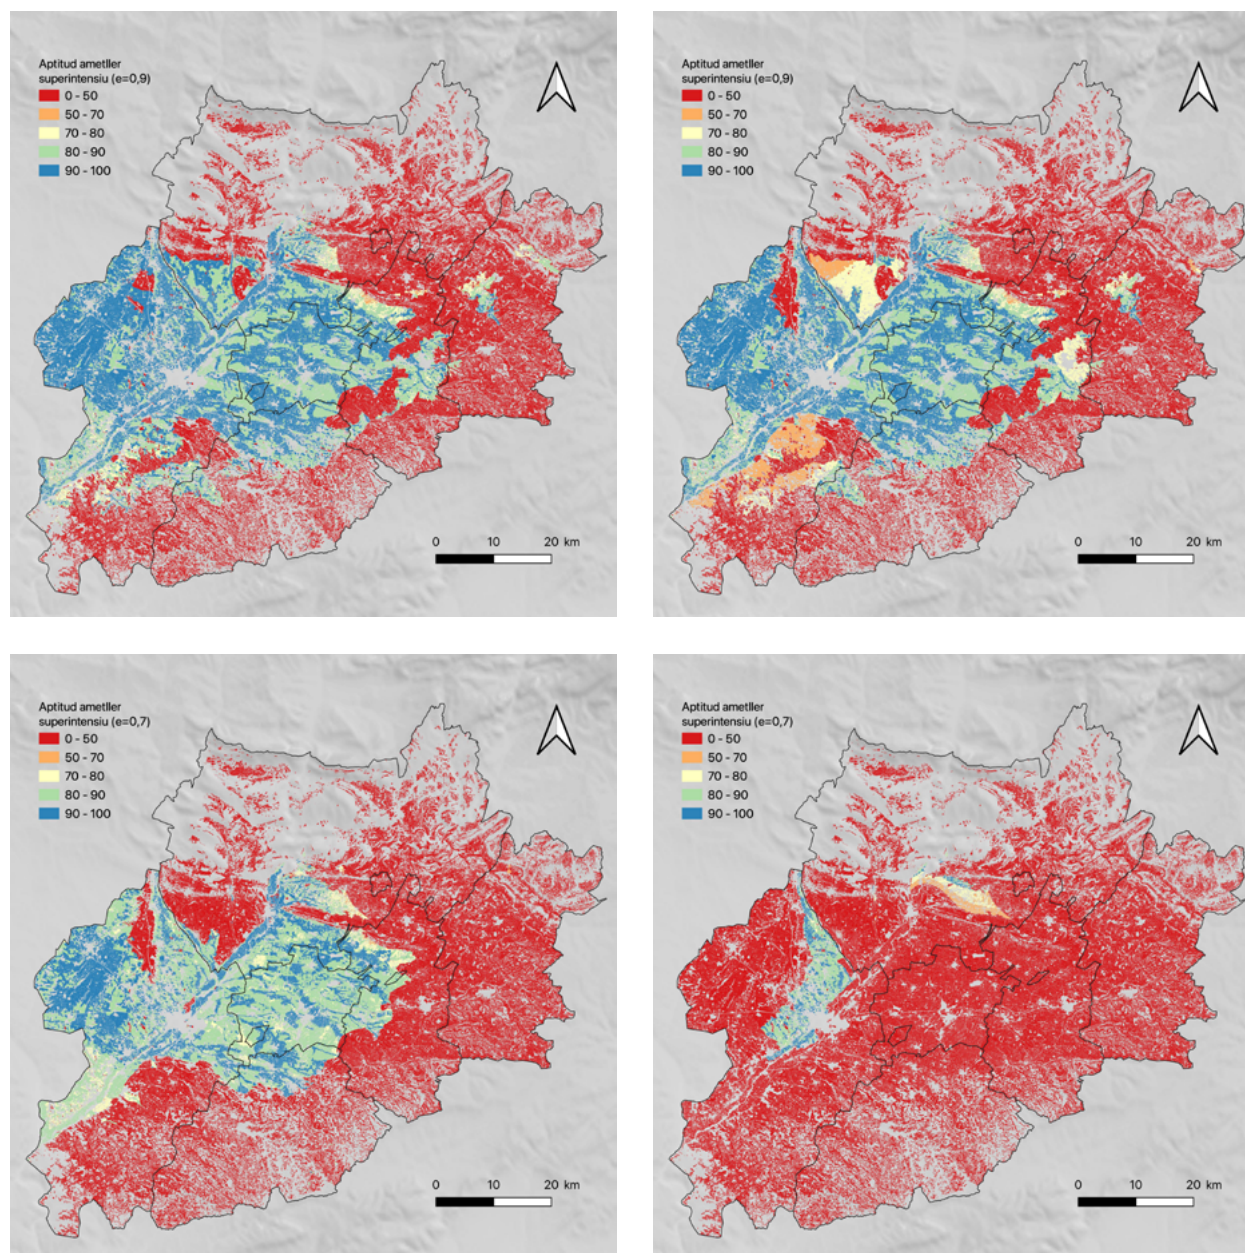 Aptitud ametller
superintensiu (e=0,9)
0 - 50
50 - 70
70 - 80
80 - 90
90 - 100
0 10 20 km
Aptitud ametller
superintensiu (e=0,9)
0 - 50
50 - 70
70 - 80
80 - 90
90 - 100
0 10 20 km
Aptitud ametller
superintensiu (e=0,7)
0 - 50
50 - 70
70 - 80
80 - 90
90 - 100
0 10 20 km
Aptitud ametller
superintensiu (e=0,7)
0 - 50
50 - 70
70 - 80
80 - 90
90 - 100
0 10 20 km